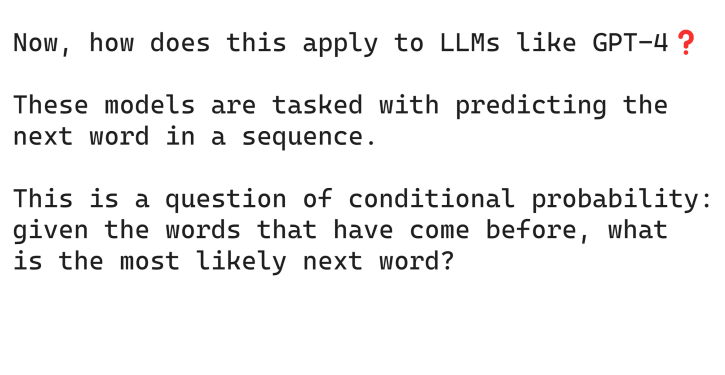 Now, how does this apply to LLMs like GPT-4❓
These models are tasked with predicting the
next word in a sequence.
This is a question of conditional probability:
given the words that have come before, what
is the most likely next word?